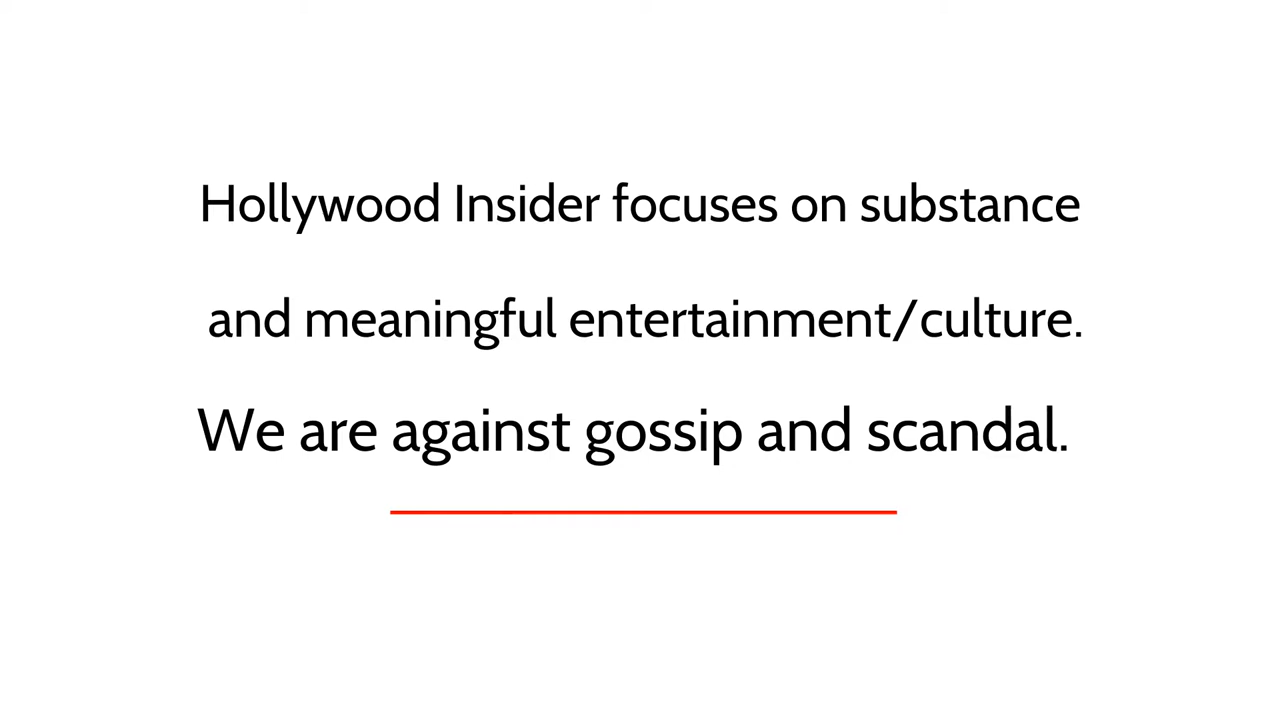 Hollywood Insider focuses on substance
and meaningful entertainment/culture.
We are against gossip and scandal.